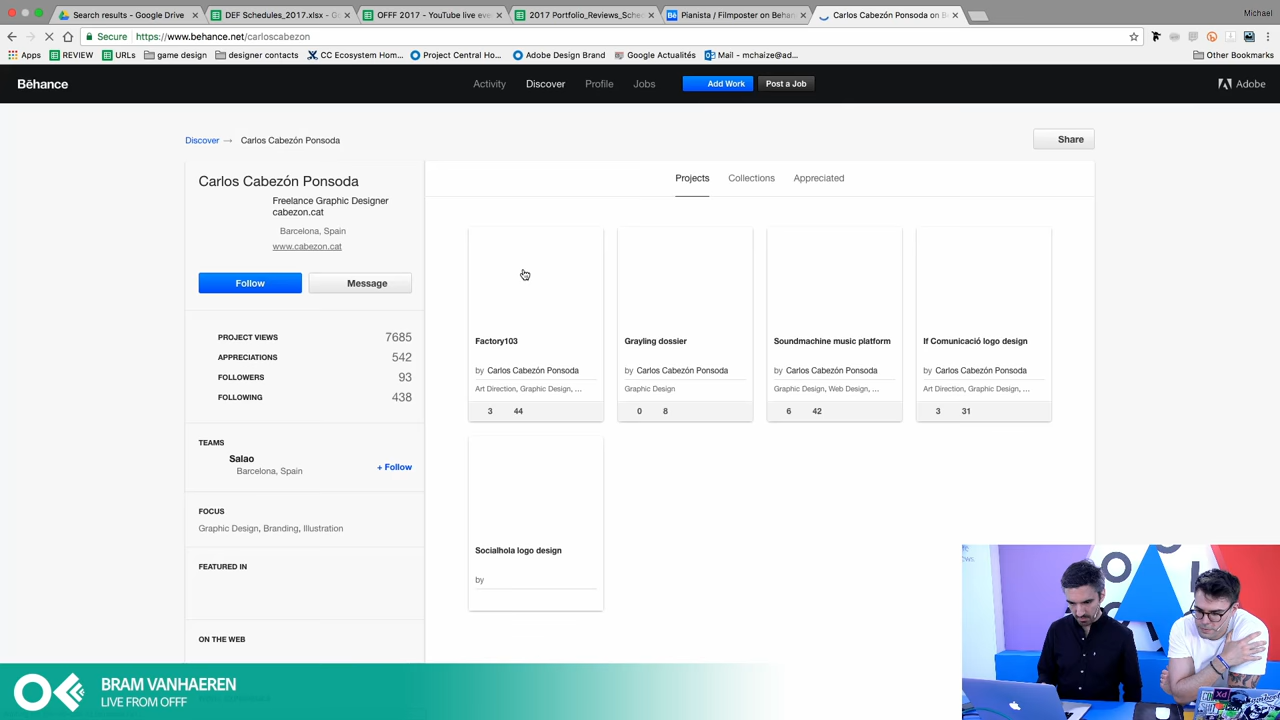 Search results - Google Drive
DEF Schedules_2017.xlsx - G
OFFF 2017 - YouTube live eve
2017 Portfolio_Reviews_Sche
Pianista / Filmposter on Behan
Carlos Cabezón Ponsoda on B
Michael
Secure
https://www.behance.net/carloscabezon
Apps
REVIEW
URLs
game design
designer contacts
CC Ecosystem Hom...
Project Central Ho...
Adobe Design Brand
Google Actualités
Mail - mchaize@ad...
Other Bookmarks
Bēhance
Activity
Discover
Profile
Jobs
Add Work
Post a Job
Adobe
Discover → Carlos Cabezón Ponsoda
Share
Carlos Cabezón Ponsoda
Freelance Graphic Designer
cabezon.cat
Barcelona, Spain
www.cabezon.cat
Follow
Message
PROJECT VIEWS 7685
APPRECIATIONS 542
FOLLOWERS 93
FOLLOWING 438
TEAMS
Salao
Barcelona, Spain
+ Follow
FOCUS
Graphic Design, Branding, Illustration
FEATURED IN
ON THE WEB
Projects
Collections
Appreciated
Factory103
by Carlos Cabezón Ponsoda
Art Direction, Graphic Design, ...
3 44
Grayling dossier
by Carlos Cabezón Ponsoda
Graphic Design
0 8
Soundmachine music platform
by Carlos Cabezón Ponsoda
Graphic Design, Web Design, ...
6 42
If Comunicació logo design
by Carlos Cabezón Ponsoda
Art Direction, Graphic Design, ...
3 31
Socialhola logo design
by
BRAM VANHAEREN
LIVE FROM OFFF
Xd